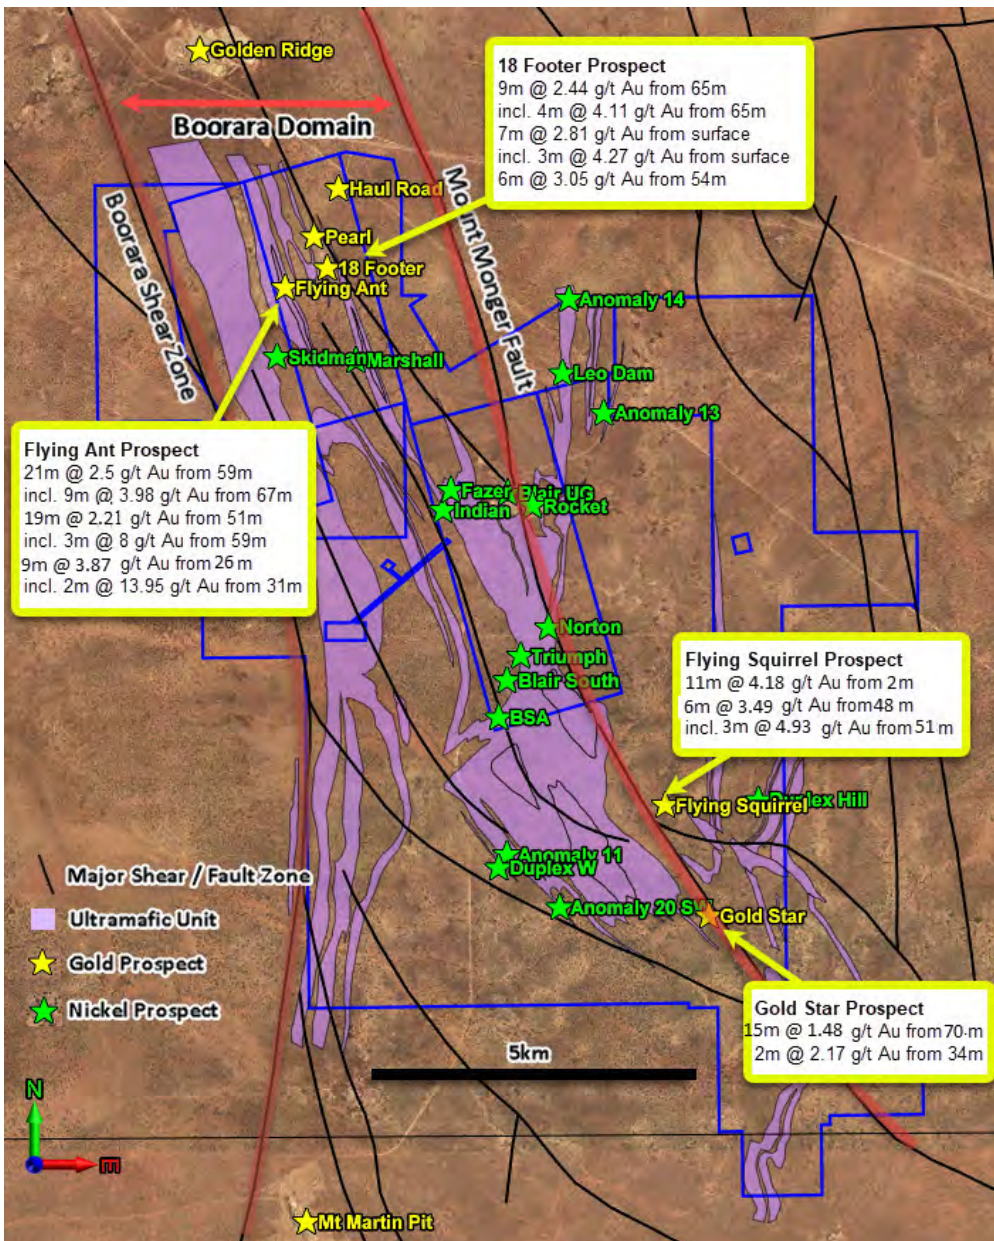 Golden Ridge
18 Footer Prospect
9m @ 2.44 g/t Au from 65m
incl. 4m @ 4.11 g/t Au from 65m
7m @ 2.81 g/t Au from surface
incl. 3m @ 4.27 g/t Au from surface
6m @ 3.05 g/t Au from 54m
Boorara Domain
Haul Road
Mount Monger Fault
Boorara Shear Zone
Pearl
18 Footer
Flying Ant
Anomaly 14
Skidman
Marshall
Leo Dam
Anomaly 13
Flying Ant Prospect
21m @ 2.5 g/t Au from 59m
incl. 9m @ 3.98 g/t Au from 67m
19m @ 2.21 g/t Au from 51m
incl. 3m @ 8 g/t Au from 59m
9m @ 3.87 g/t Au from 26 m
incl. 2m @ 13.95 g/t Au from 31m
Fazer
Blair UG
Indian
Rocket
Norton
Triumph
Blair South
BSA
Flying Squirrel Prospect
11m @ 4.18 g/t Au from 2m
6m @ 3.49 g/t Au from 48 m
incl. 3m @ 4.93 g/t Au from 51 m
Flying Squirrel
Duplex Hill
Anomaly 11
Duplex W
Anomaly 20 SW
Gold Star
Major Shear / Fault Zone
Ultramafic Unit
Gold Prospect
Nickel Prospect
Gold Star Prospect
15m @ 1.48 g/t Au from 70 m
2m @ 2.17 g/t Au from 34m
5km
N
E
Mt Martin Pit